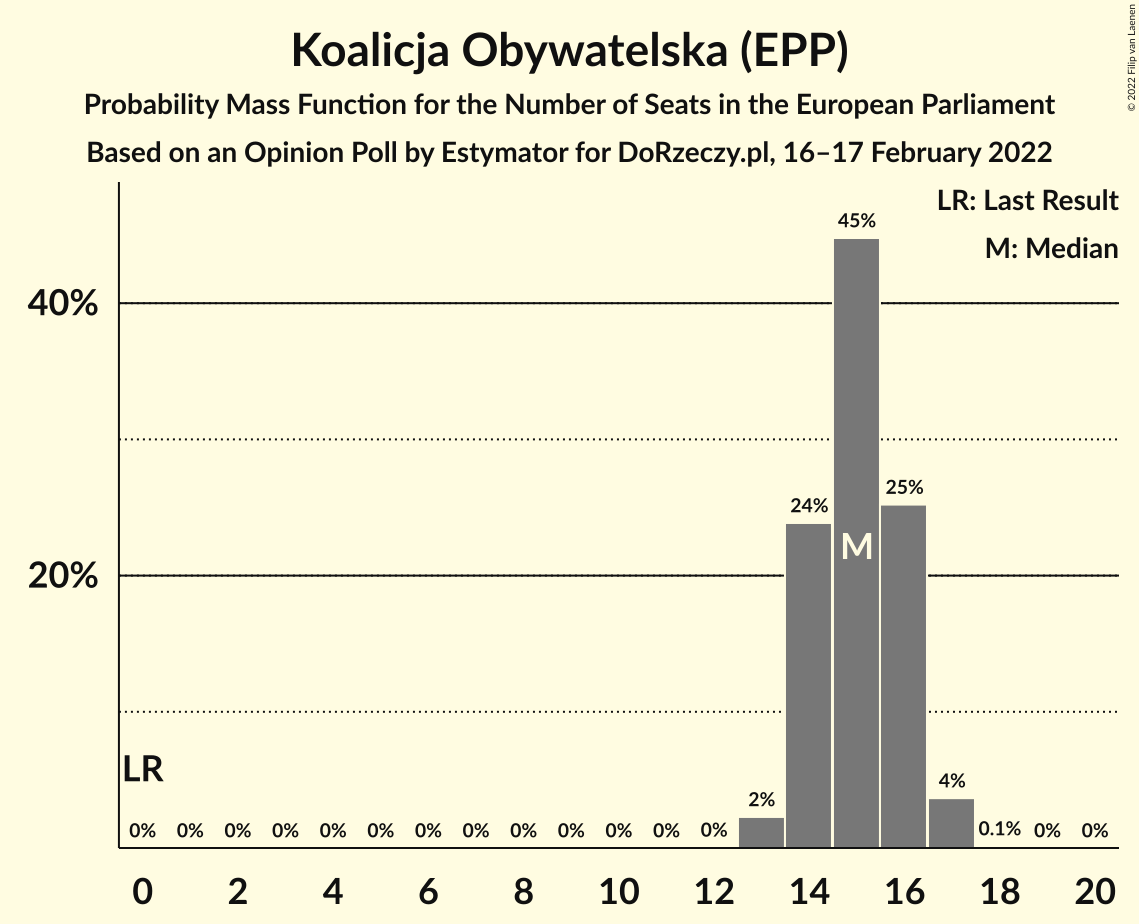 Koalicja Obywatelska (EPP)
Probability Mass Function for the Number of Seats in the European Parliament
Based on an Opinion Poll by Estymator for DoRzeczy.pl, 16–17 February 2022
© 2022 Filip van Laenen
LR: Last Result
M: Median
45%
40%
25%
24%
M
20%
LR
4%
2%
0% 0% 0% 0% 0% 0% 0% 0% 0% 0% 0% 0% 0% 0.1% 0% 0%
0 2 4 6 8 10 12 14 16 18 20